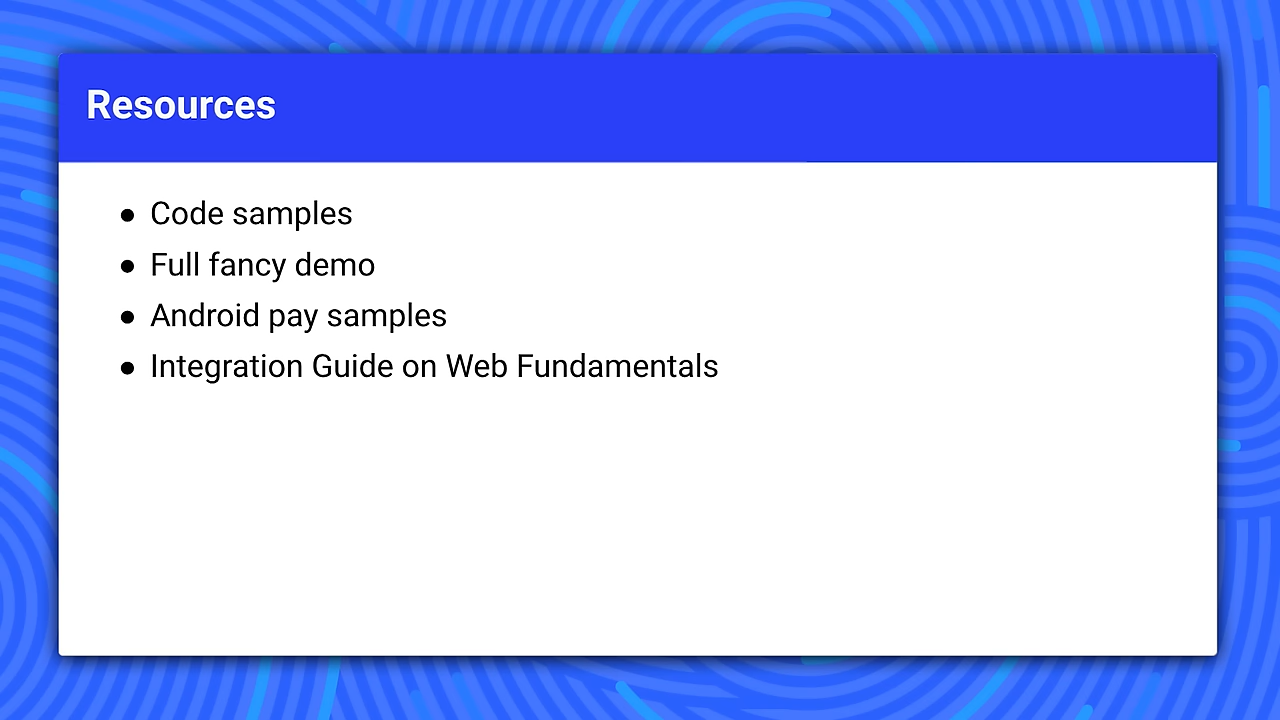 Resources
● Code samples
● Full fancy demo
● Android pay samples
● Integration Guide on Web Fundamentals